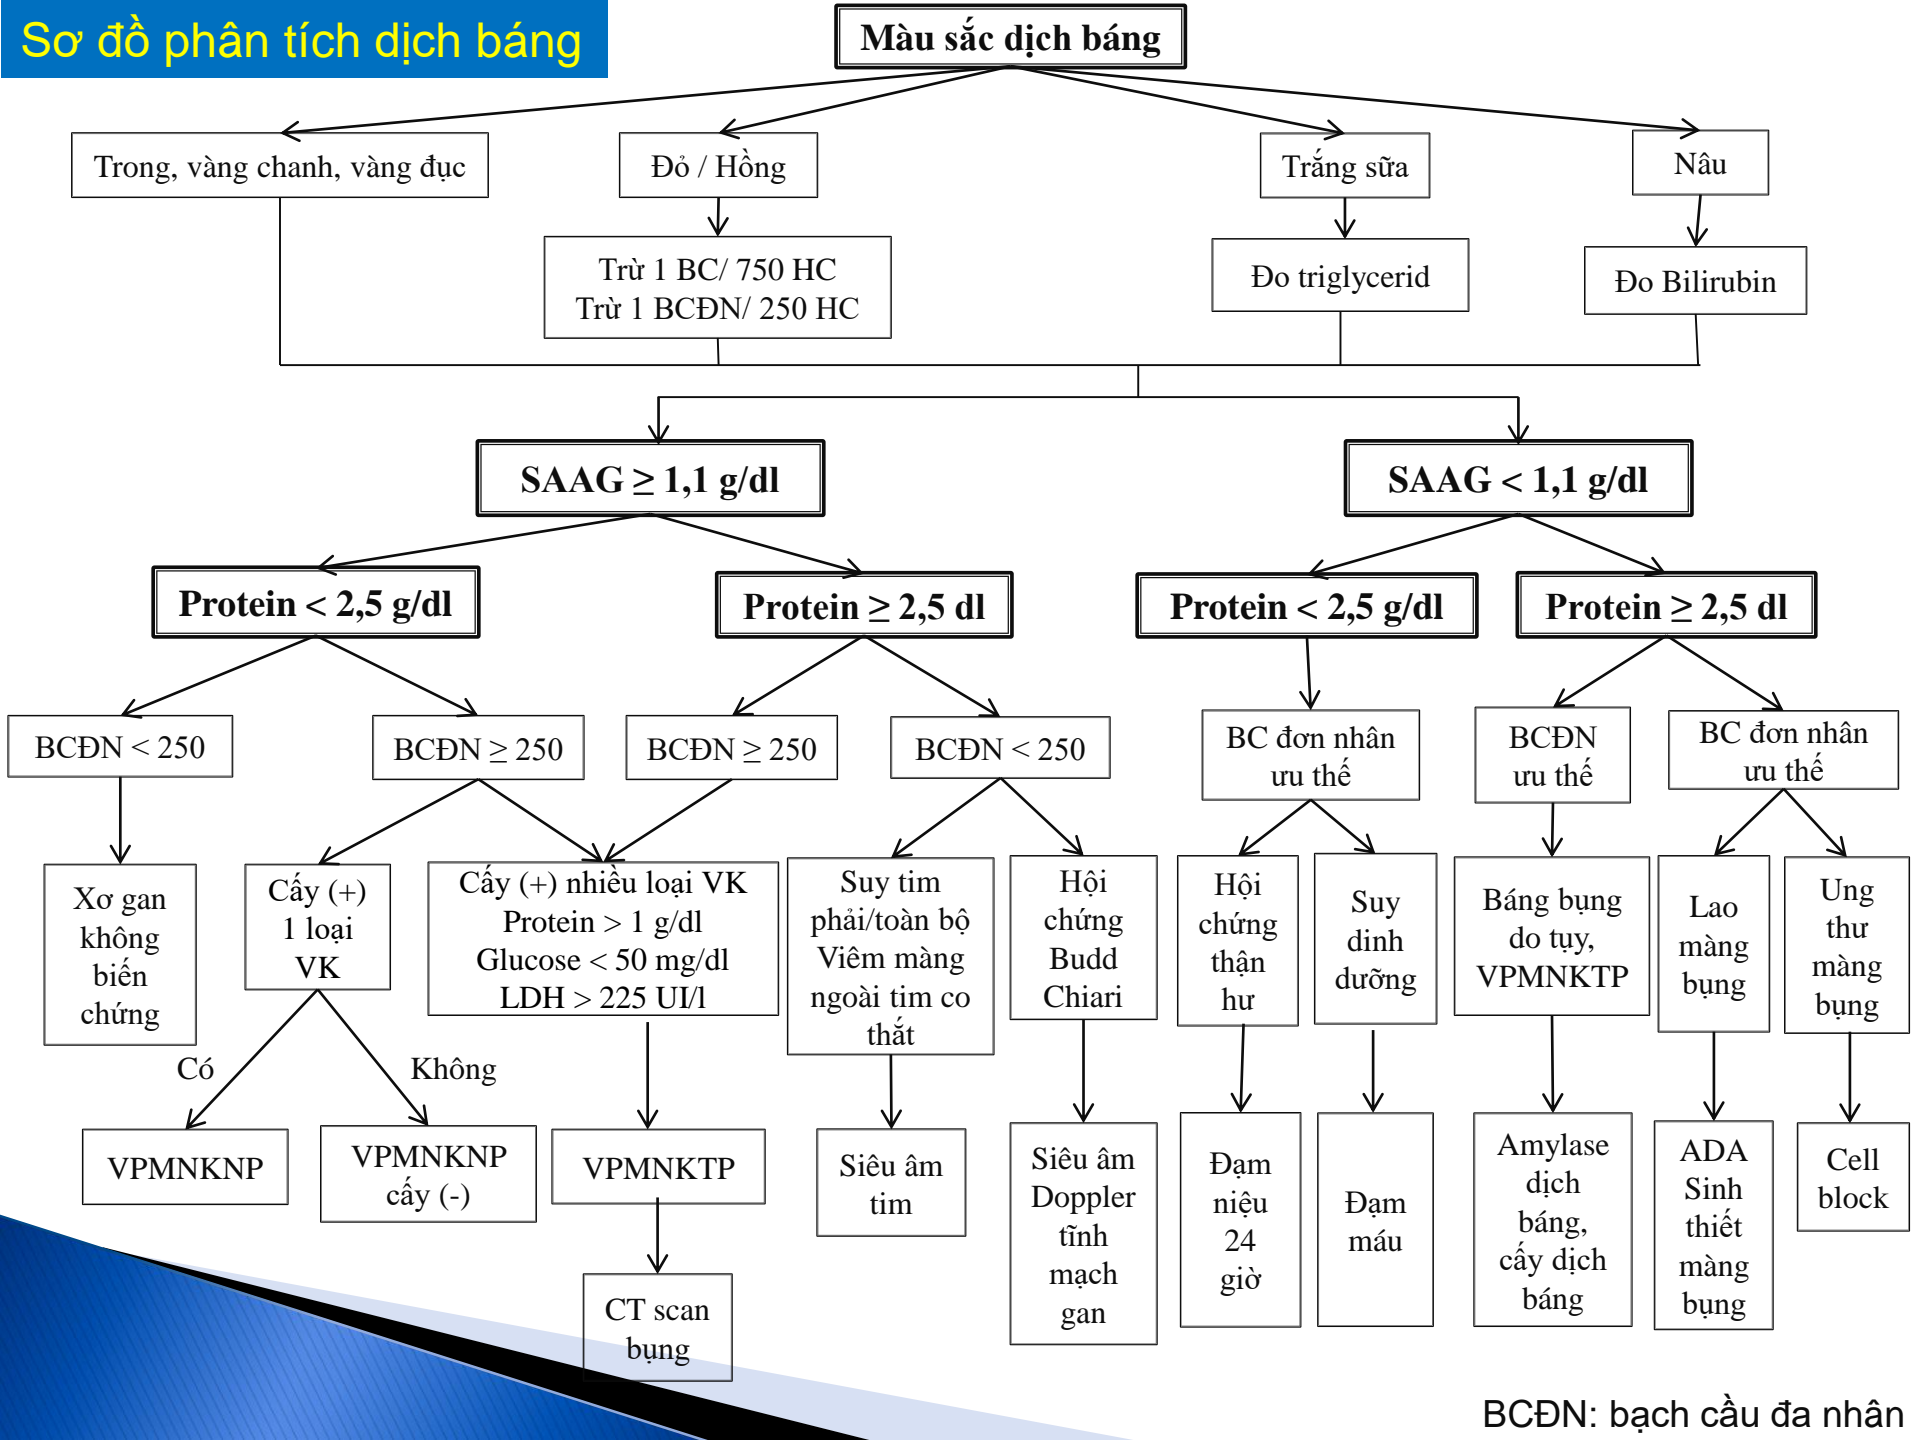 Sơ đồ phân tích dịch báng
Màu sắc dịch báng
Trong, vàng chanh, vàng đục
Đỏ / Hồng
Trắng sữa
Nâu
Trừ 1 BC/ 750 HC
Trừ 1 BCĐN/ 250 HC
Đo triglycerid
Đo Bilirubin
SAAG ≥ 1,1 g/dl
SAAG < 1,1 g/dl
Protein < 2,5 g/dl
Protein ≥ 2,5 dl
Protein < 2,5 g/dl
Protein ≥ 2,5 dl
BCĐN < 250
BCĐN ≥ 250
BCĐN ≥ 250
BCĐN < 250
BC đơn nhân
ưu thế
BCĐN
ưu thế
BC đơn nhân
ưu thế
Xơ gan
không
biến
chứng
Cấy (+)
1 loại
VK
Cấy (+) nhiều loại VK
Protein > 1 g/dl
Glucose < 50 mg/dl
LDH > 225 UI/l
Suy tim
phải/toàn bộ
Viêm màng
ngoài tim co
thắt
Hội
chứng
Budd
Chiari
Hội
chứng
thận
hư
Suy
dinh
dưỡng
Báng bụng
do tụy,
VPMNKTP
Lao
màng
bụng
Ung
thư
màng
bụng
Có
Không
VPMNKNP
VPMNKNP
cấy (-)
VPMNKTP
Siêu âm
tim
Siêu âm
Doppler
tĩnh
mạch
gan
Đạm
niệu
24
giờ
Đạm
máu
Amylase
dịch
báng,
cấy dịch
báng
ADA
Sinh
thiết
màng
bụng
Cell
block
CT scan
bụng
BCĐN: bạch cầu đa nhân